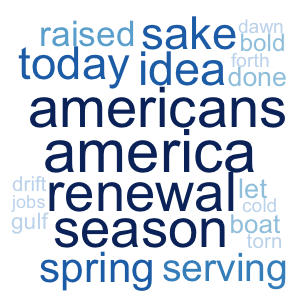 raised sake dawn
bold
today idea forth
done
americans
america
drift renewal let
jobs cold
gulf season boat
torn
spring serving